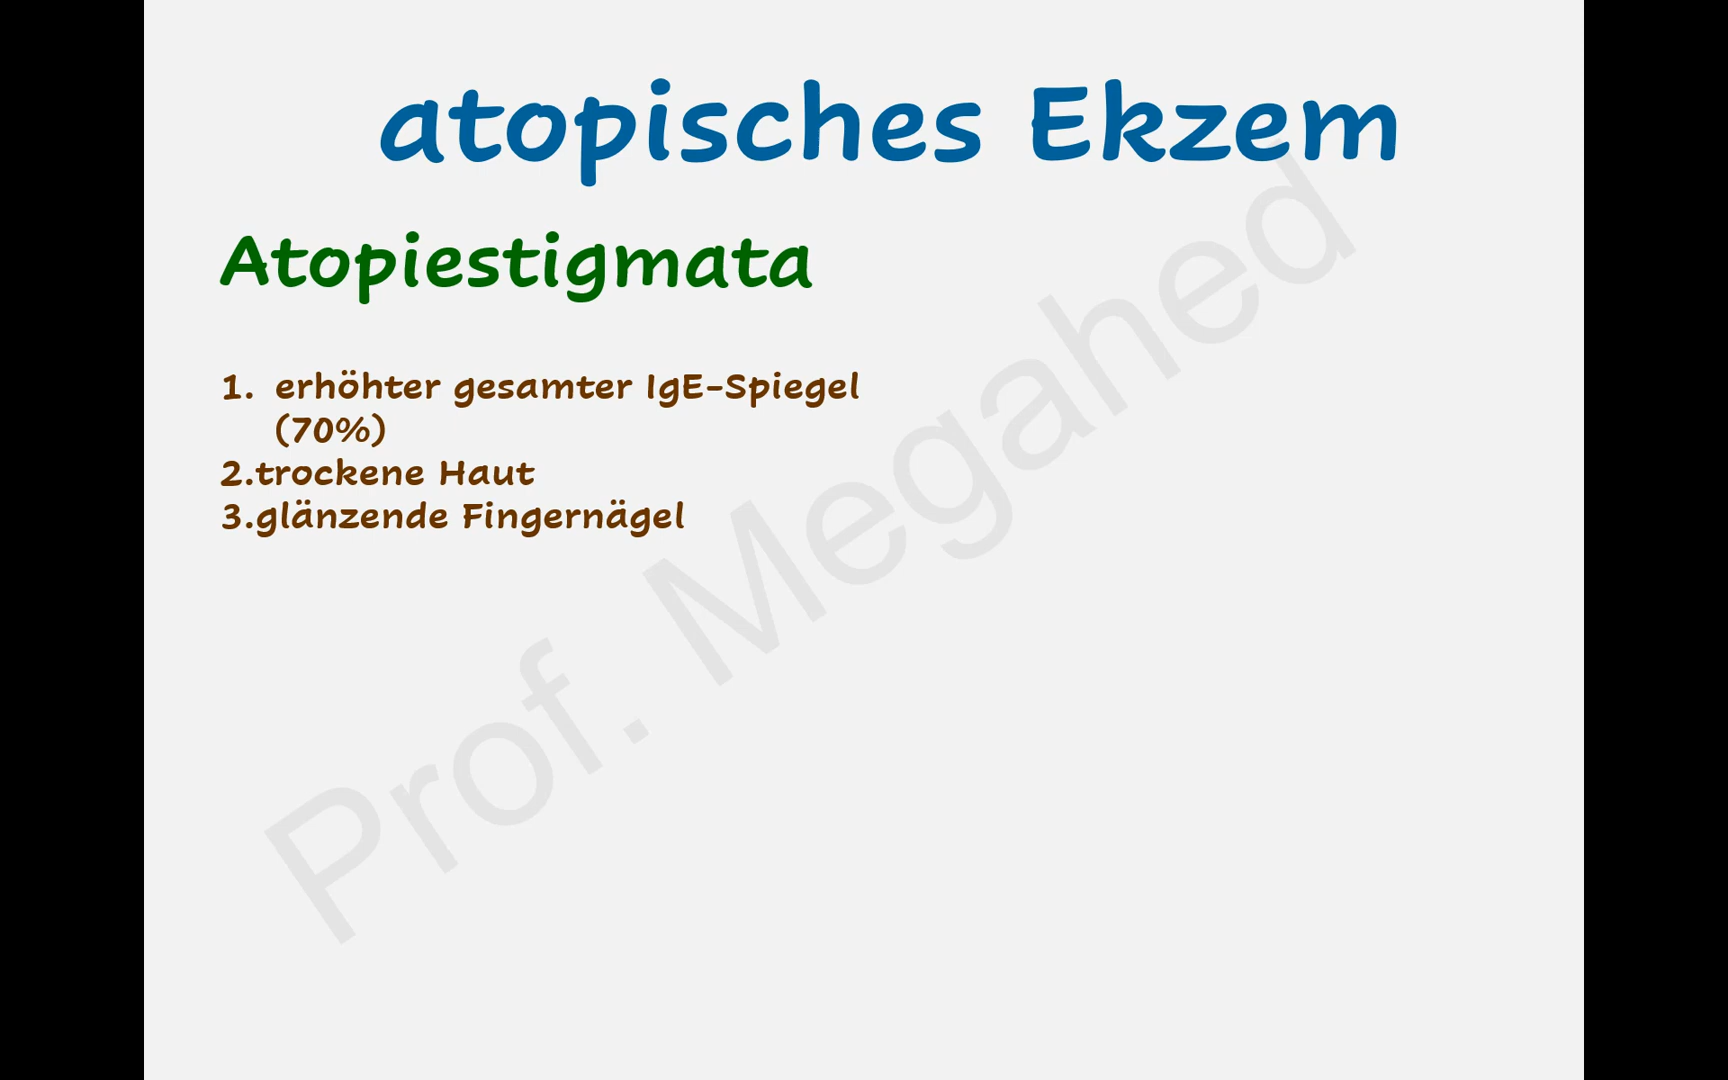 atopisches Ekzem
Atopiestigmata
1. erhöhter gesamter IgE-Spiegel
(70%)
2.trockene Haut
3.glänzende Fingernägel
Prof. Megahed